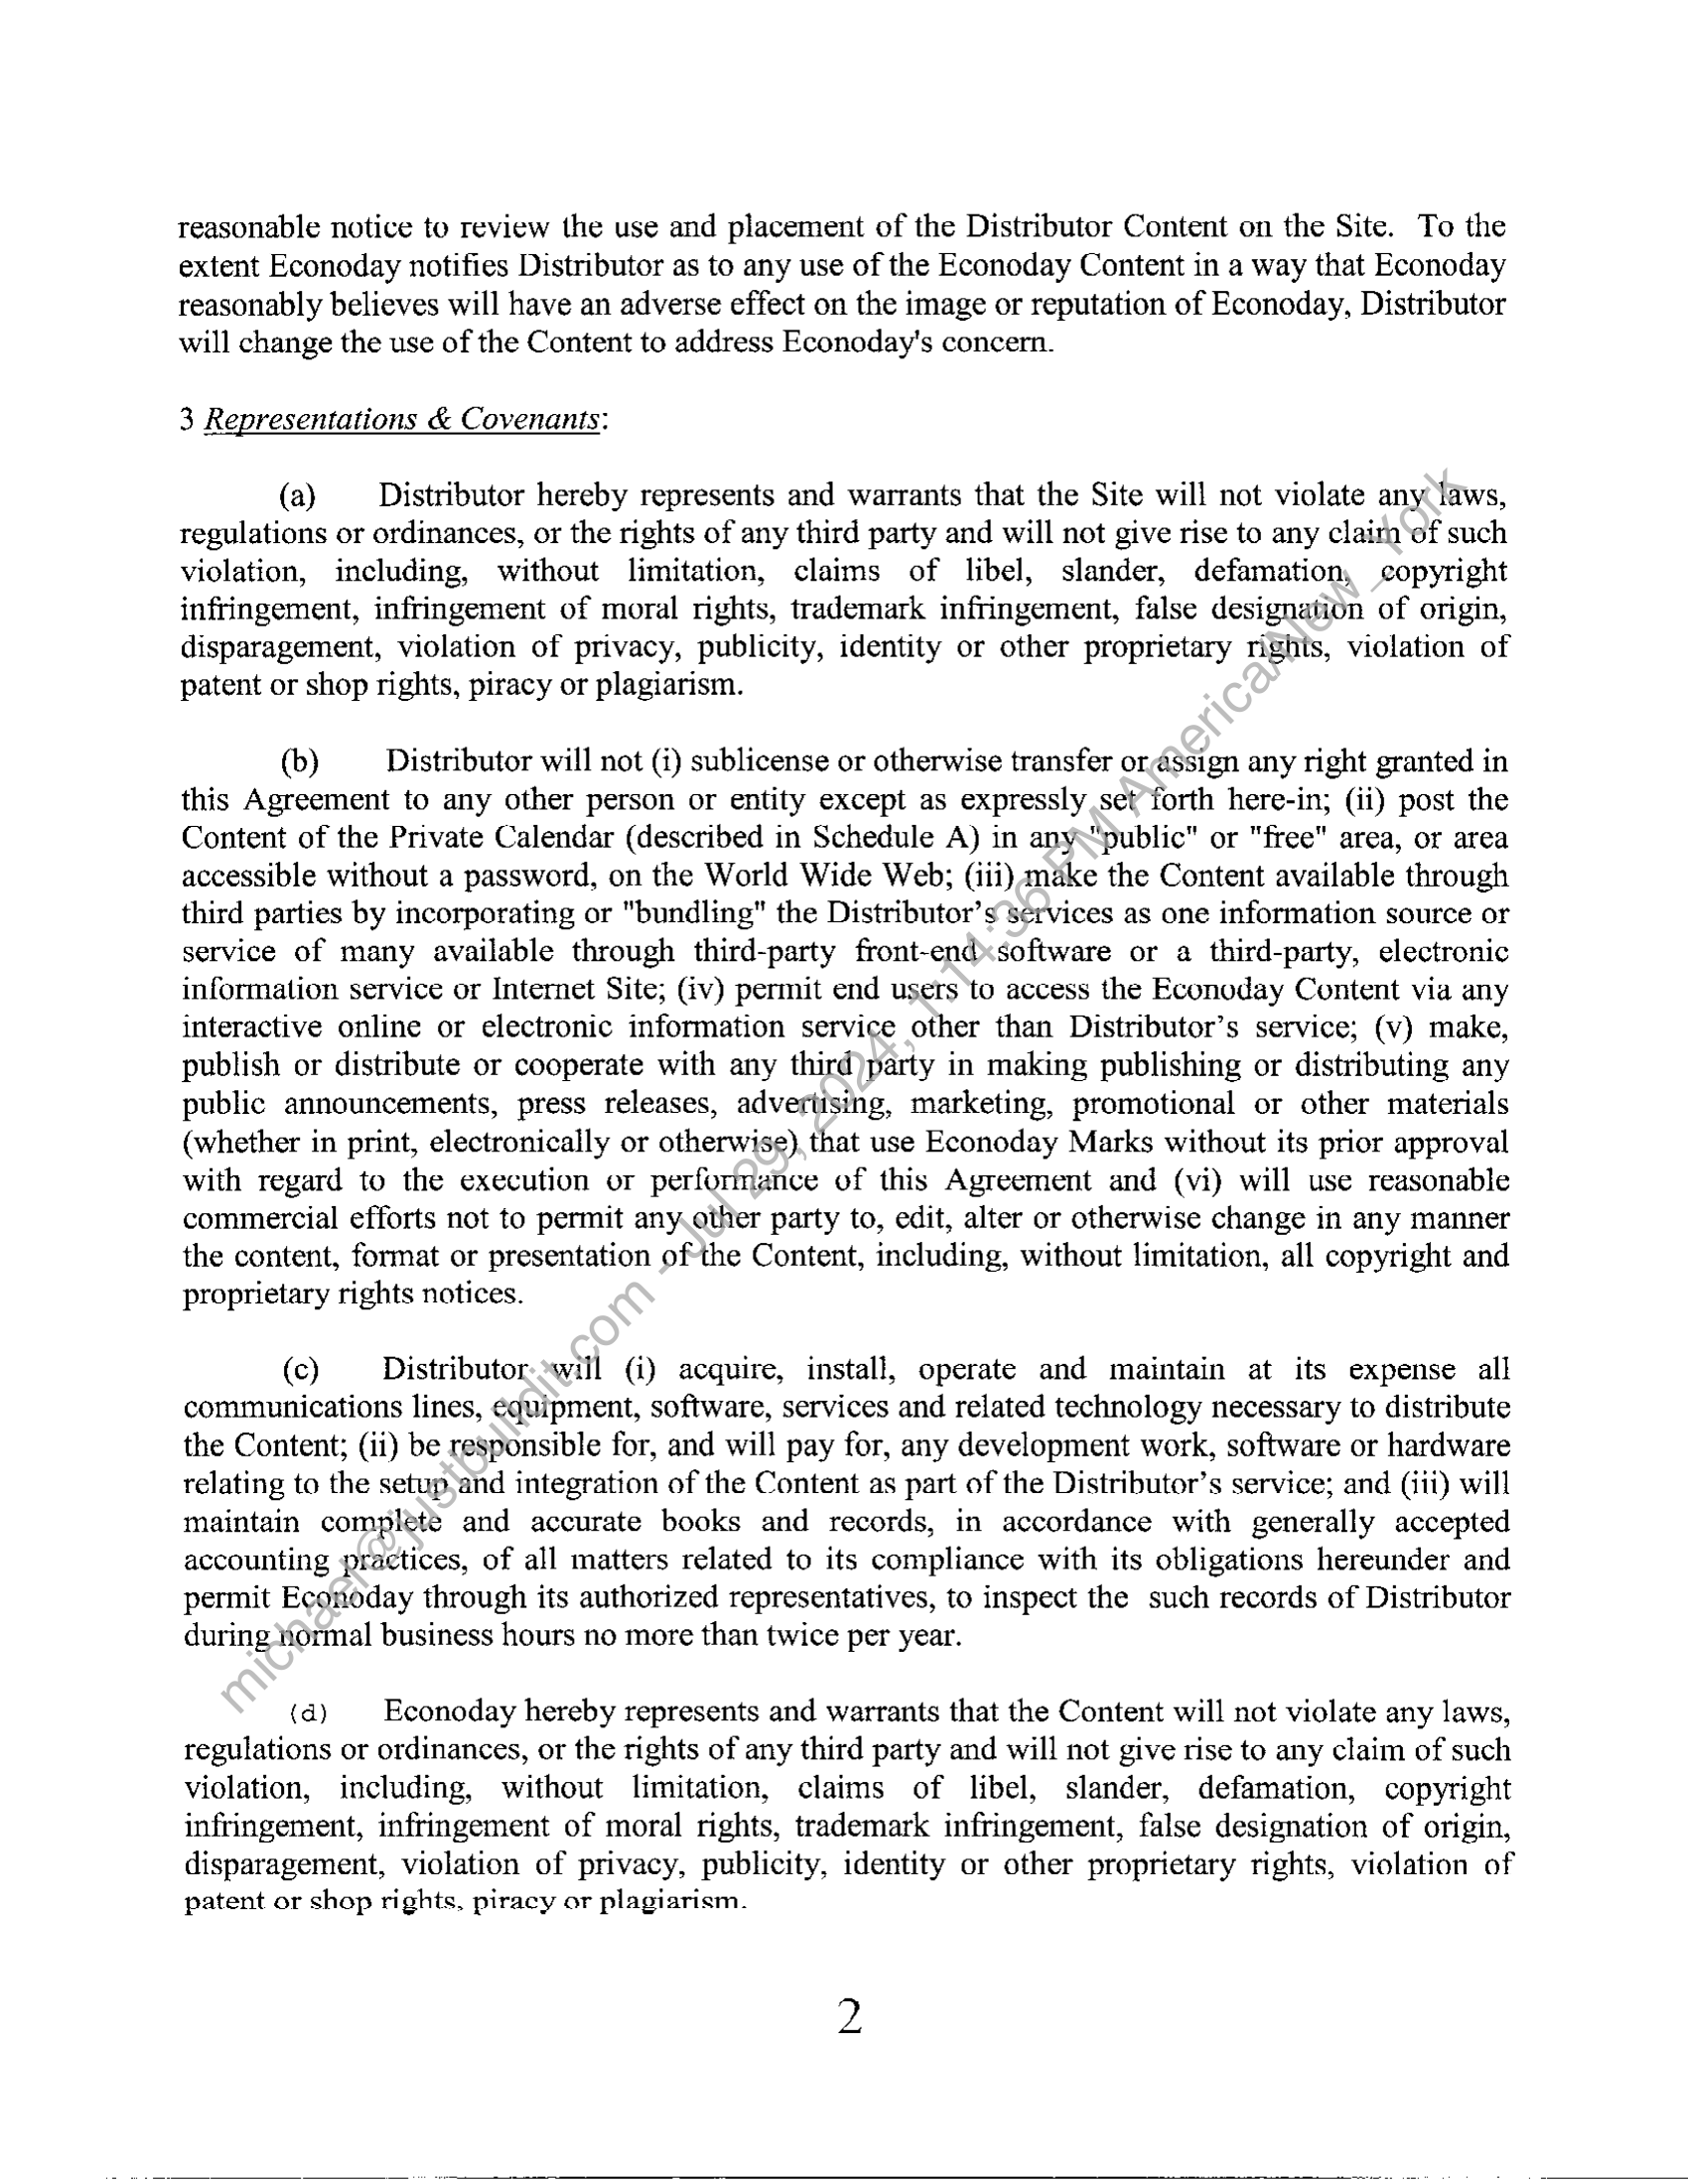 reasonable notice to review the use and placement of the Distributor Content on the Site.  To the
extent Econoday notifies Distributor as to any use of the Econoday Content in a way that Econoday
reasonably believes will have an adverse effect on the image or reputation of Econoday, Distributor
will change the use of the Content to address Econoday's concern.
3 Representations & Covenants:
(a) Distributor hereby represents and warrants that the Site will not violate any laws,
regulations or ordinances, or the rights of any third party and will not give rise to any claim of such
violation, including, without limitation, claims of libel, slander, defamation, copyright
infringement, infringement of moral rights, trademark infringement, false designation of origin,
disparagement, violation of privacy, publicity, identity or other proprietary rights, violation of
patent or shop rights, piracy or plagiarism.
(b) Distributor will not (i) sublicense or otherwise transfer or assign any right granted in
this Agreement to any other person or entity except as expressly set forth here-in; (ii) post the
Content of the Private Calendar (described in Schedule A) in any "public" or "free" area, or area
accessible without a password, on the World Wide Web; (iii) make the Content available through
third parties by incorporating or "bundling" the Distributor's services as one information source or
service of many available through third-party front-end software or a third-party, electronic
information service or Internet Site; (iv) permit end users to access the Econoday Content via any
interactive online or electronic information service other than Distributor's service; (v) make,
publish or distribute or cooperate with any third party in making publishing or distributing any
public announcements, press releases, advertising, marketing, promotional or other materials
(whether in print, electronically or otherwise) that use Econoday Marks without its prior approval
with regard to the execution or performance of this Agreement and (vi) will use reasonable
commercial efforts not to permit any other party to, edit, alter or otherwise change in any manner
the content, format or presentation of the Content, including, without limitation, all copyright and
proprietary rights notices.
(c) Distributor will (i) acquire, install, operate and maintain at its expense all
communications lines, equipment, software, services and related technology necessary to distribute
the Content; (ii) be responsible for, and will pay for, any development work, software or hardware
relating to the setup and integration of the Content as part of the Distributor's service; and (iii) will
maintain complete and accurate books and records, in accordance with generally accepted
accounting practices, of all matters related to its compliance with its obligations hereunder and
permit Econoday through its authorized representatives, to inspect the  such records of Distributor
during normal business hours no more than twice per year.
(d) Econoday hereby represents and warrants that the Content will not violate any laws,
regulations or ordinances, or the rights of any third party and will not give rise to any claim of such
violation, including, without limitation, claims of libel, slander, defamation, copyright
infringement, infringement of moral rights, trademark infringement, false designation of origin,
disparagement, violation of privacy, publicity, identity or other proprietary rights, violation of
patent or shop rights, piracy or plagiarism.
2
michael@justbuildit.com - Jul 29, 2024, 1:14:36 PM America/New_York